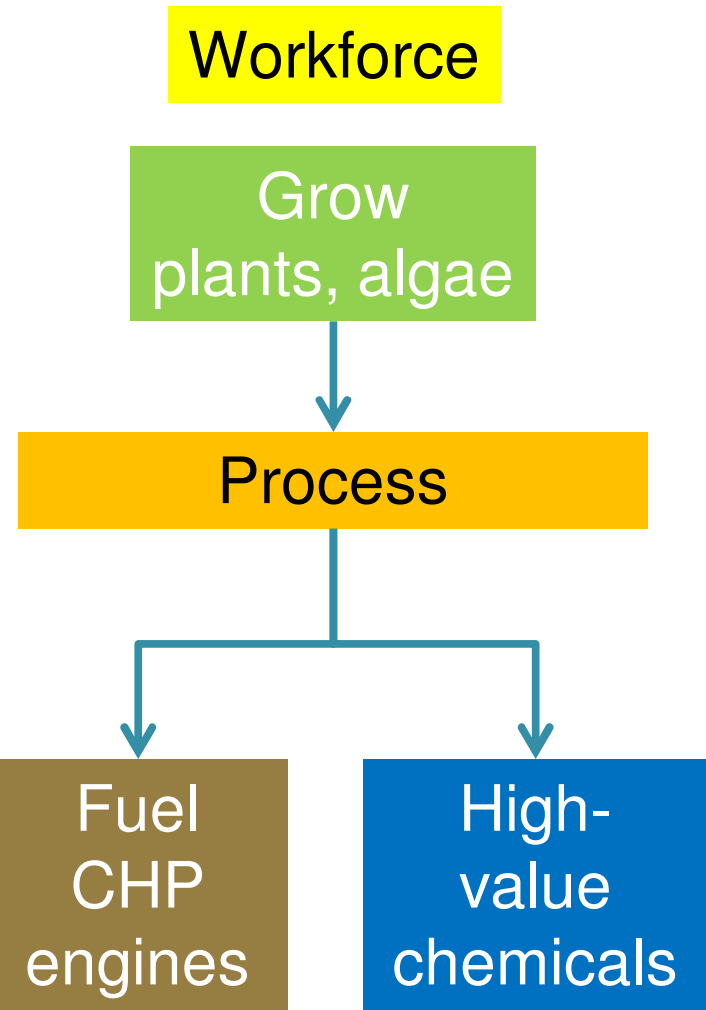 Workforce
Grow
plants, algae
Process
Fuel
CHP
engines
High-
value
chemicals